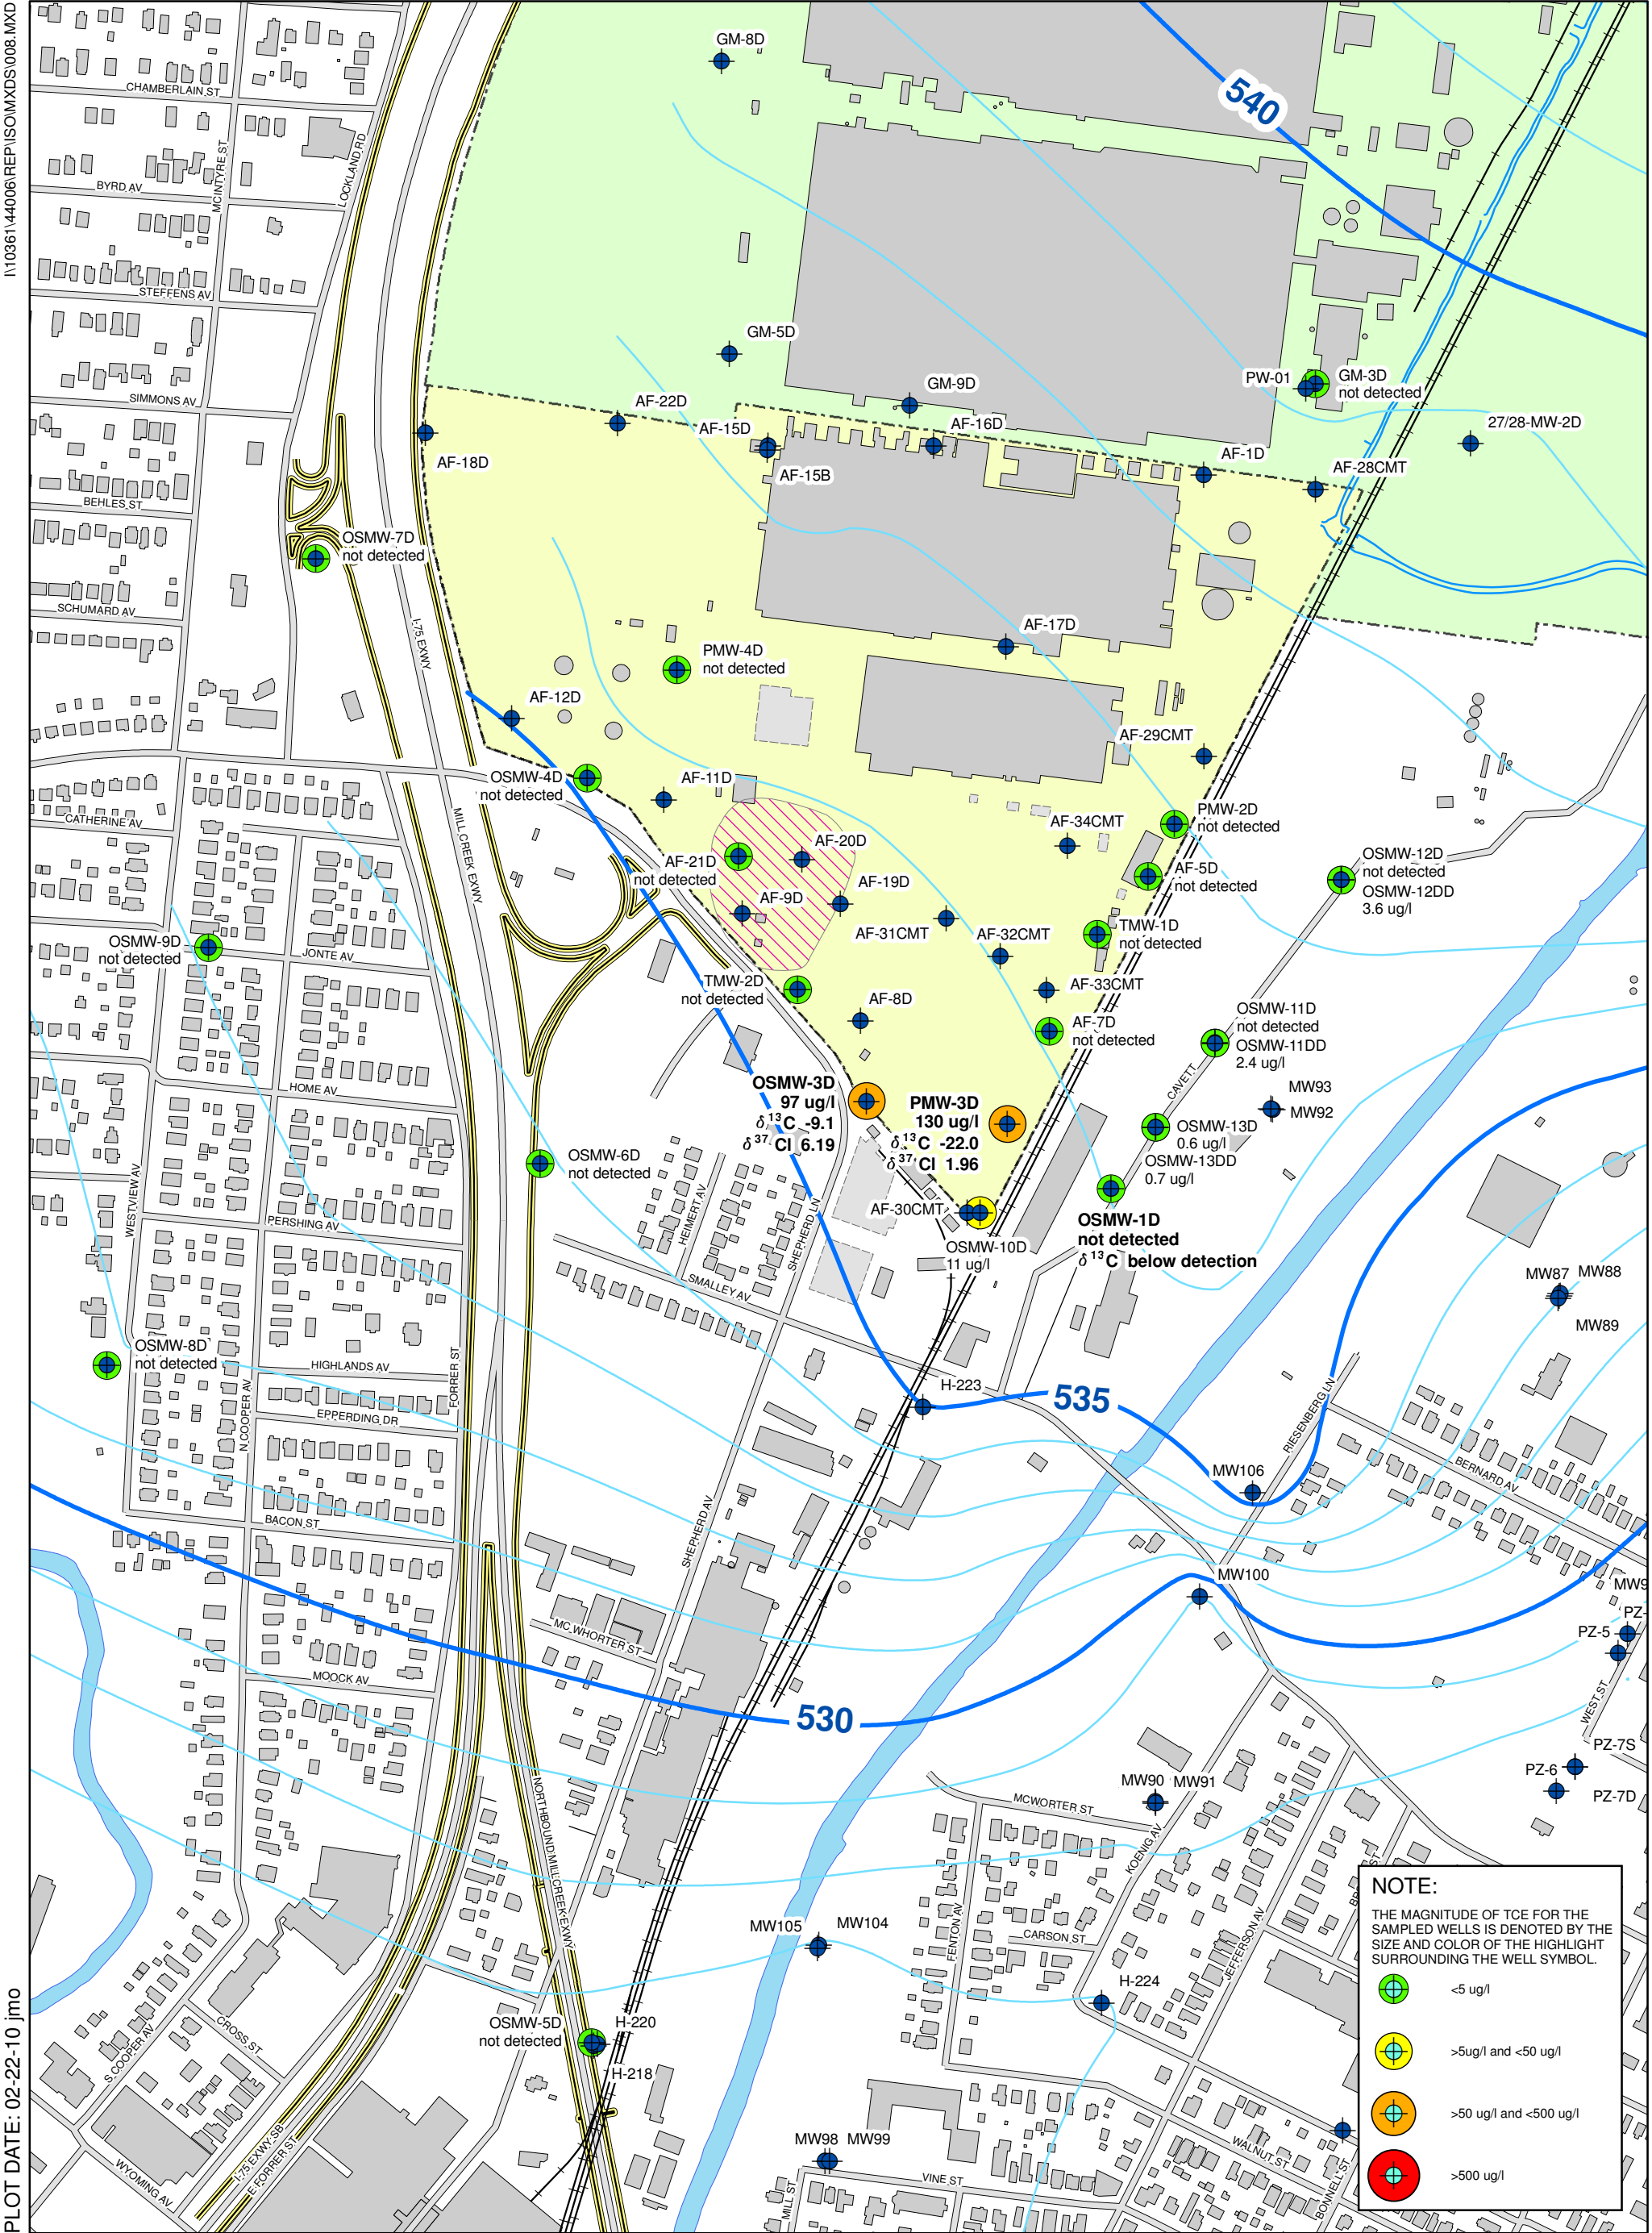 I\10361\44006\REP\ISO\MXDS\008.MXD
PLOT DATE: 02-22-10 jmo
GM-8D
540
CHAMBERLAIN ST
MCINTYRE ST
LOCKLAND RD
BYRD AV
STEFFENS AV
SIMMONS AV
BEHLES ST
SCHUMARD AV
GM-5D
GM-9D
PW-01
GM-3D
not detected
27/28-MW-2D
AF-22D
AF-15D
AF-15B
AF-16D
AF-1D
AF-28CMT
AF-18D
OSMW-7D
not detected
I-75 EXWY
AF-17D
PMW-4D
not detected
AF-12D
AF-29CMT
OSMW-4D
not detected
AF-11D
MILL CREEK EXWY
CATHERINE AV
PMW-2D
not detected
AF-34CMT
AF-20D
AF-21D
not detected
AF-19D
AF-9D
AF-5D
not detected
OSMW-12D
not detected
OSMW-12DD
3.6 ug/l
AF-31CMT
AF-32CMT
TMW-1D
not detected
OSMW-9D
not detected
JONTE AV
TMW-2D
not detected
AF-33CMT
AF-8D
AF-7D
not detected
OSMW-11D
not detected
OSMW-11DD
2.4 ug/l
CAVETT
MW93
MW92
HOME AV
OSMW-3D
97 ug/l
δ 13C -9.1
δ 37 Cl 6.19
PMW-3D
130 ug/l
δ 13C -22.0
δ 37 Cl 1.96
OSMW-13D
0.6 ug/l
OSMW-13DD
0.7 ug/l
OSMW-6D
not detected
WESTVIEW AV
PERSHING AV
HEIMERT AV
SHEPHERD LN
AF-30CMT
OSMW-10D
11 ug/l
OSMW-1D
not detected
δ 13C below detection
SMALLEY AV
MW87
MW88
MW89
OSMW-8D
not detected
HIGHLANDS AV
N COOPER AV
FORRER ST
EPPERDING DR
H-223
535
RIESENBERG LN
MW106
BERNARD AV
BACON ST
SHEPHERD AV
MW100
MW9
PZ-
PZ-5
MC WHORTER ST
MOOCK AV
530
WEST ST
PZ-7S
PZ-6
PZ-7D
MW90
MW91
MCWORTER ST
KOENIG AV
NORTHBOUND MILL CREEK EXWY
FENTON AV
CARSON ST
JEFFERSON AV
MW105
MW104
H-224
OSMW-5D
not detected
H-220
H-218
S COOPER AV
CROSS ST
WYOMING AV
I-75 EXWY SB
E FORRER ST
MW98
MW99
MILL ST
VINE ST
WALNUT ST
BONNELL ST
NOTE:
THE MAGNITUDE OF TCE FOR THE
SAMPLED WELLS IS DENOTED BY THE
SIZE AND COLOR OF THE HIGHLIGHT
SURROUNDING THE WELL SYMBOL.
<5 ug/l
>5ug/l and <50 ug/l
>50 ug/l and <500 ug/l
>500 ug/l